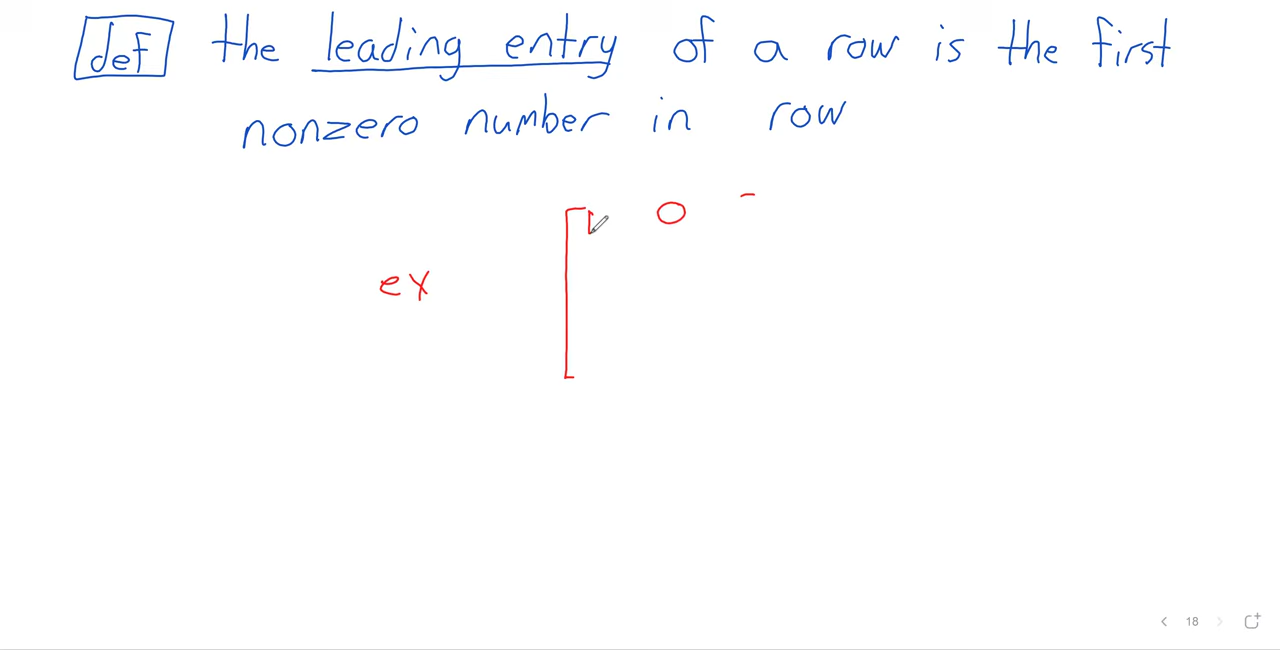 def the leading entry of a row is the first
nonzero number in row
0 -
ex
18